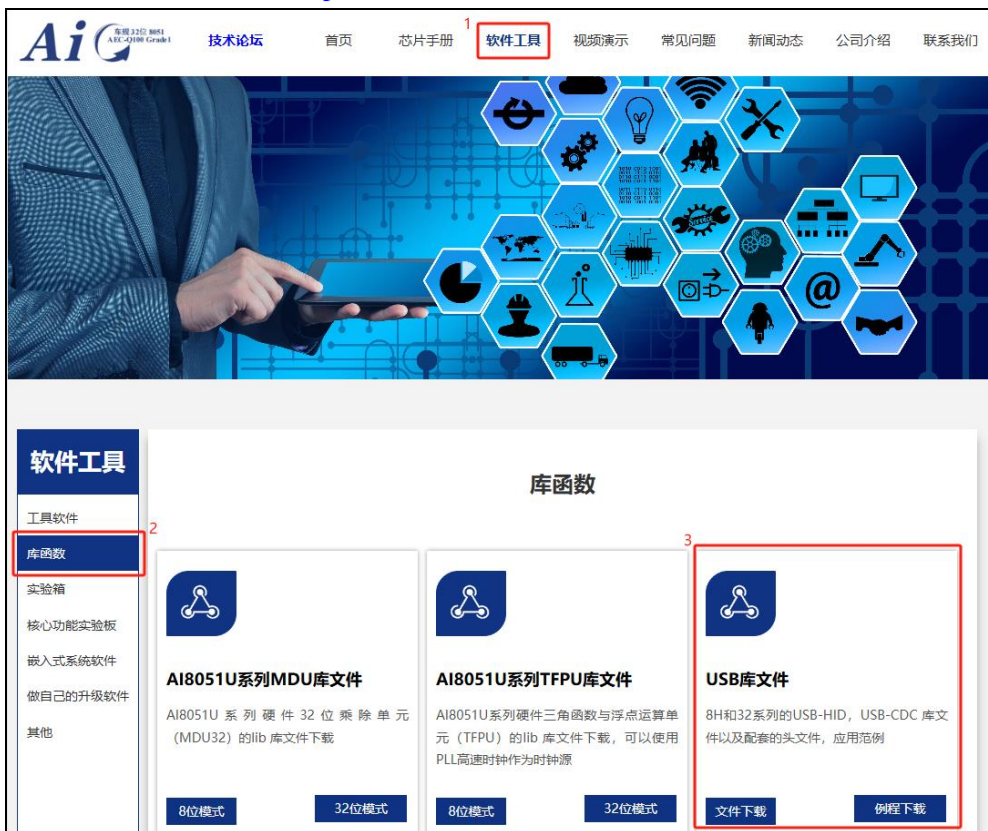 Ai
车规 32位 8051
AEC-Q100 Grade1
技术论坛
首页
芯片手册
1
软件工具
视频演示
常见问题
新闻动态
公司介绍
联系我们
@
软件工具
工具软件
2
库函数
实验箱
核心功能实验板
嵌入式系统软件
做自己的升级软件
其他
库函数
AI8051U系列MDU库文件
AI8051U 系 列 硬 件 32 位 乘 除 单 元
（MDU32）的lib 库文件下载
8位模式
32位模式
AI8051U系列TFPU库文件
AI8051U系列硬件三角函数与浮点运算单
元（TFPU）的lib 库文件下载，可以使用
PLL高速时钟作为时钟源
8位模式
32位模式
3
USB库文件
8H和32系列的USB-HID，USB-CDC 库文
件以及配套的头文件，应用范例
文件下载
例程下载